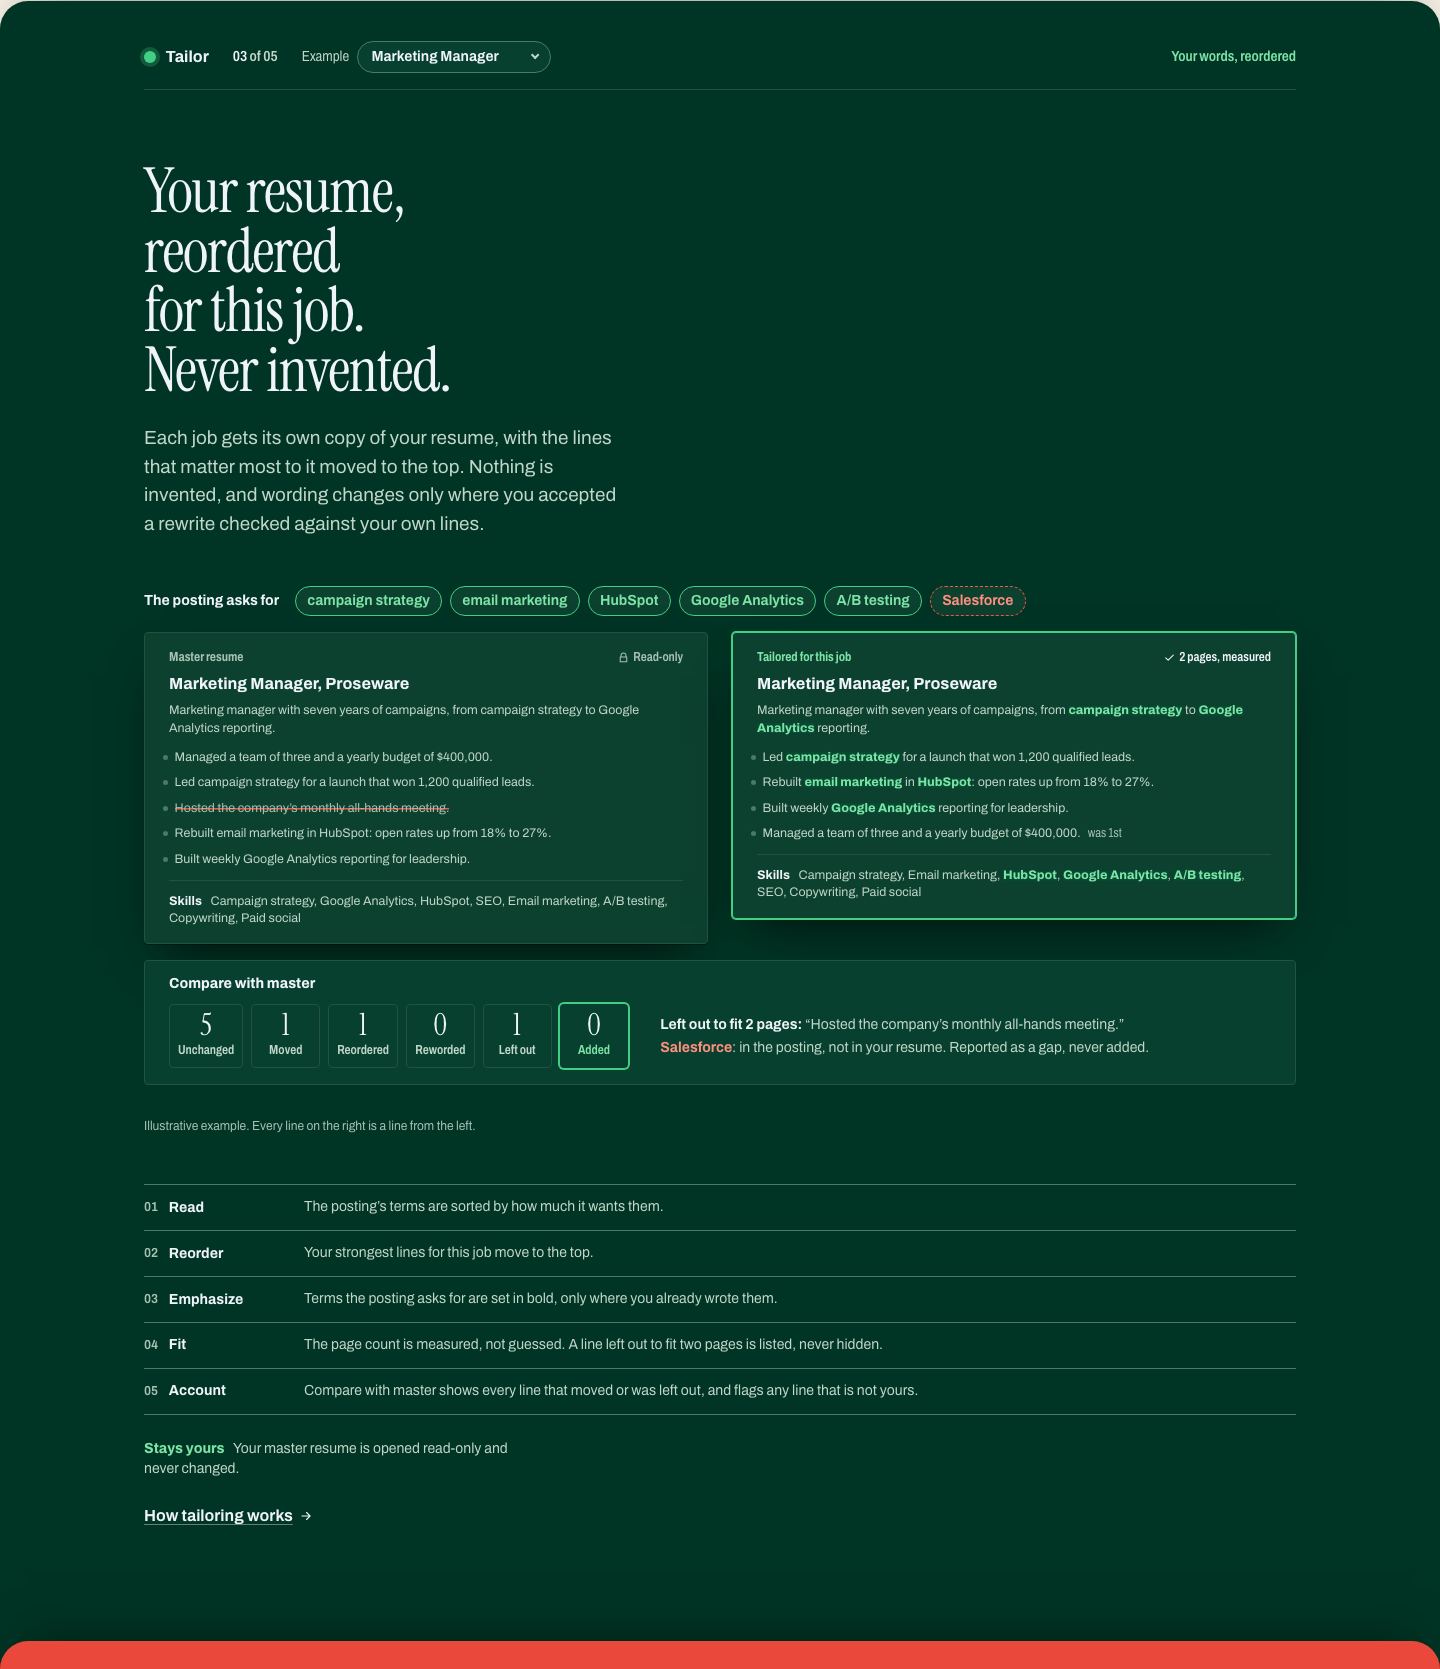 Tailor
03 of 05
Example
Marketing Manager
Your words, reordered
Your resume,
reordered
for this job.
Never invented.
Each job gets its own copy of your resume, with the lines
that matter most to it moved to the top. Nothing is
invented, and wording changes only where you accepted
a rewrite checked against your own lines.
The posting asks for
campaign strategy
email marketing
HubSpot
Google Analytics
A/B testing
Salesforce
Master resume
Read-only
Marketing Manager, Proseware
Marketing manager with seven years of campaigns, from campaign strategy to Google
Analytics reporting.
Managed a team of three and a yearly budget of $400,000.
Led campaign strategy for a launch that won 1,200 qualified leads.
Hosted the company’s monthly all-hands meeting.
Rebuilt email marketing in HubSpot: open rates up from 18% to 27%.
Built weekly Google Analytics reporting for leadership.
Skills Campaign strategy, Google Analytics, HubSpot, SEO, Email marketing, A/B testing,
Copywriting, Paid social
Tailored for this job
2 pages, measured
Marketing Manager, Proseware
Marketing manager with seven years of campaigns, from campaign strategy to Google
Analytics reporting.
Led campaign strategy for a launch that won 1,200 qualified leads.
Rebuilt email marketing in HubSpot: open rates up from 18% to 27%.
Built weekly Google Analytics reporting for leadership.
Managed a team of three and a yearly budget of $400,000. was 1st
Skills Campaign strategy, Email marketing, HubSpot, Google Analytics, A/B testing,
SEO, Copywriting, Paid social
Compare with master
5
Unchanged
1
Moved
1
Reordered
0
Reworded
1
Left out
0
Added
Left out to fit 2 pages: “Hosted the company’s monthly all-hands meeting.”
Salesforce: in the posting, not in your resume. Reported as a gap, never added.
Illustrative example. Every line on the right is a line from the left.
01 Read The posting’s terms are sorted by how much it wants them.
02 Reorder Your strongest lines for this job move to the top.
03 Emphasize Terms the posting asks for are set in bold, only where you already wrote them.
04 Fit The page count is measured, not guessed. A line left out to fit two pages is listed, never hidden.
05 Account Compare with master shows every line that moved or was left out, and flags any line that is not yours.
Stays yours Your master resume is opened read-only and
never changed.
How tailoring works →